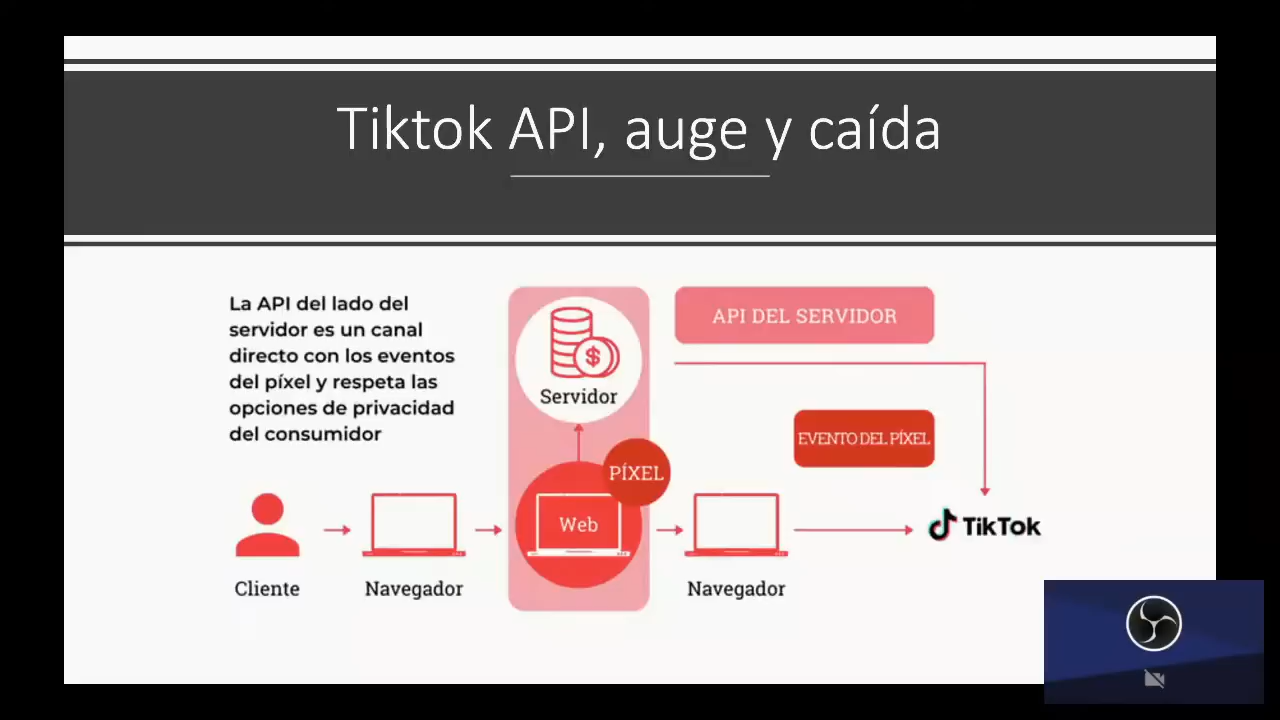 Tiktok API, auge y caída
La API del lado del
servidor es un canal
directo con los eventos
del píxel y respeta las
opciones de privacidad
del consumidor
$
Servidor
API DEL SERVIDOR
EVENTO DEL PÍXEL
PÍXEL
Web
TikTok
Cliente
Navegador
Navegador